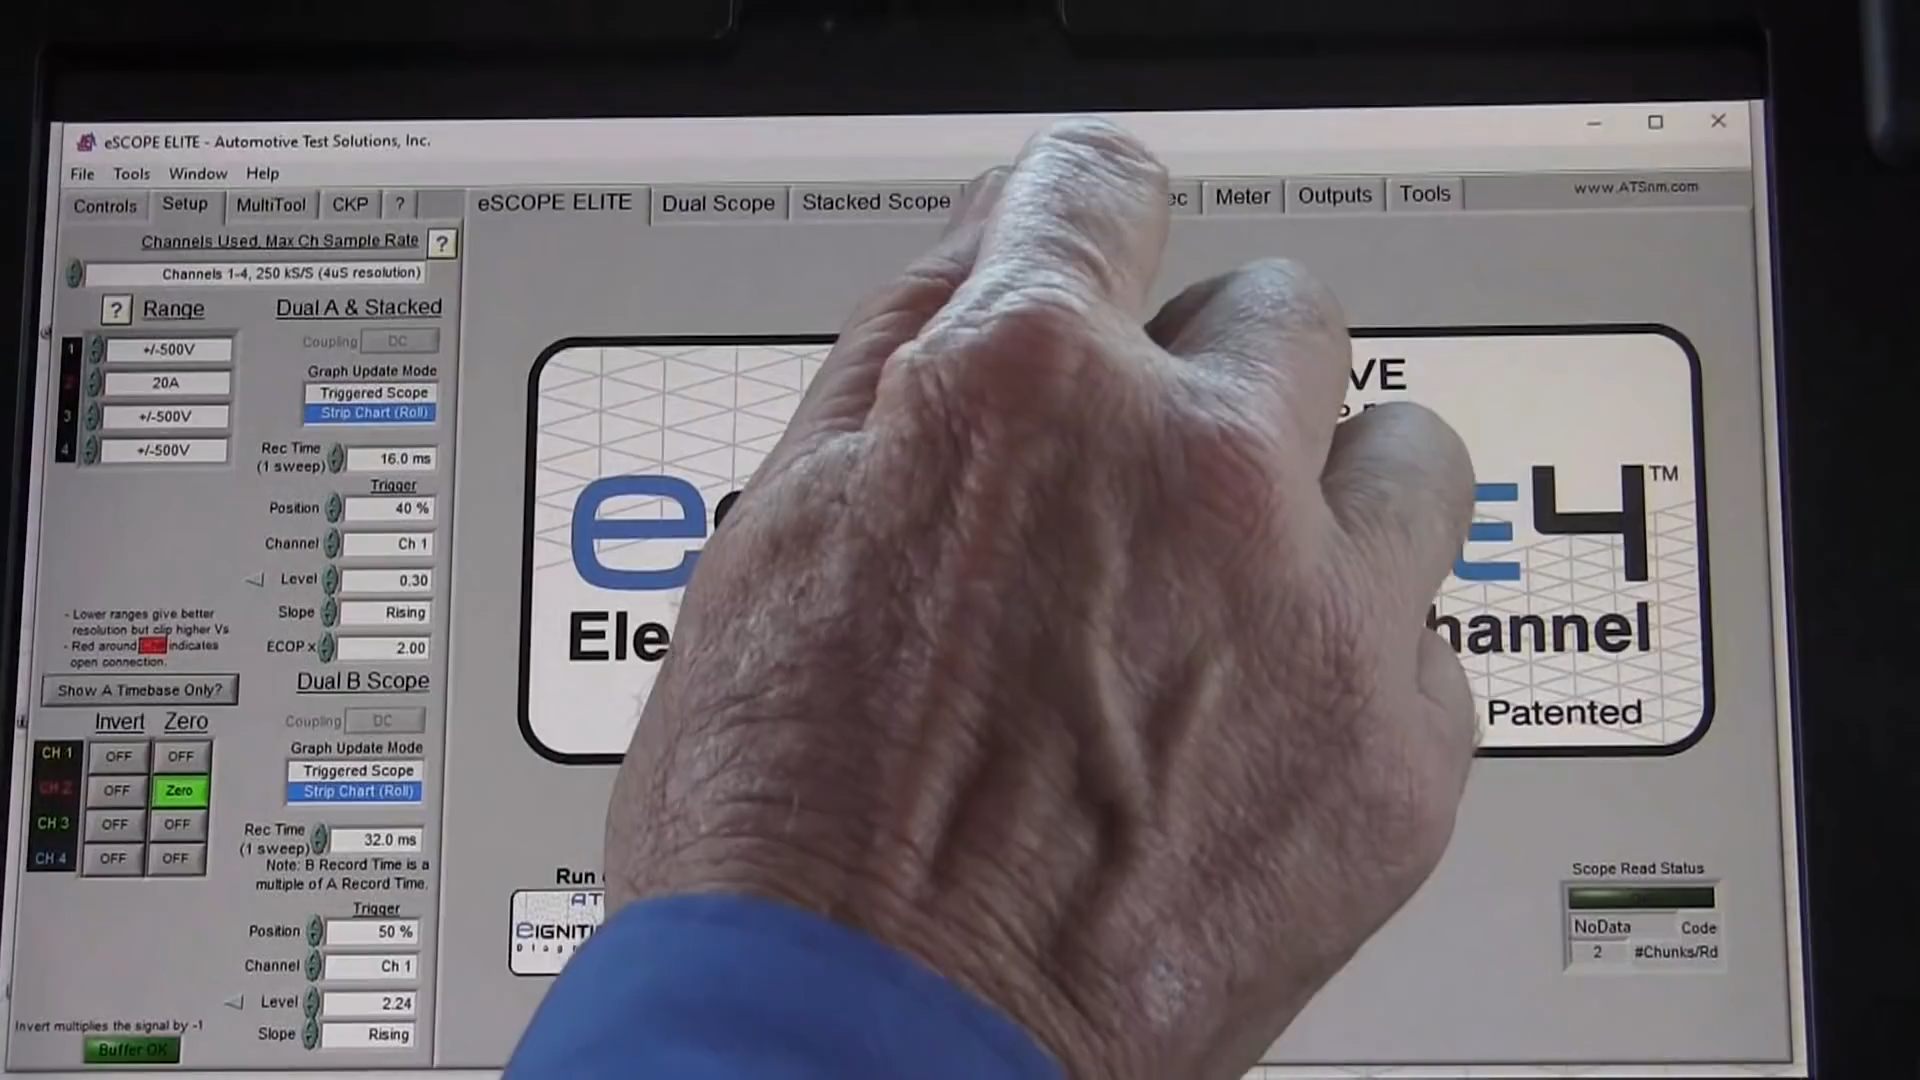 eSCOPE ELITE - Automotive Test Solutions, Inc.
File Tools Window Help
Controls Setup MultiTool CKP ?
eSCOPE ELITE Dual Scope Stacked Scope Meter Outputs Tools
www.ATSnm.com
Channels Used, Max Ch Sample Rate ?
Channels 1-4, 250 kS/S (4uS resolution)
? Range
1 +/-500V
2 20A
3 +/-500V
4 +/-500V
Dual A & Stacked
Coupling DC
Graph Update Mode
Triggered Scope
Strip Chart (Roll)
Rec Time
(1 sweep) 16.0 ms
Trigger
Position 40 %
Channel Ch 1
Level 0.30
Slope Rising
ECOP x 2.00
- Lower ranges give better
resolution but clip higher Vs
- Red around indicates
open connection.
Show A Timebase Only?
Invert Zero
CH 1 OFF OFF
CH 2 OFF Zero
CH 3 OFF OFF
CH 4 OFF OFF
Dual B Scope
Coupling DC
Graph Update Mode
Triggered Scope
Strip Chart (Roll)
Rec Time
(1 sweep) 32.0 ms
Note: B Record Time is a
multiple of A Record Time.
Trigger
Position 50 %
Channel Ch 1
Level 2.24
Slope Rising
Invert multiplies the signal by -1
Buffer OK
VE
e E4 TM
Ele hannel
Patented
Run
AT
eIGNITI
Diag
Scope Read Status
NoData Code
2 #Chunks/Rd